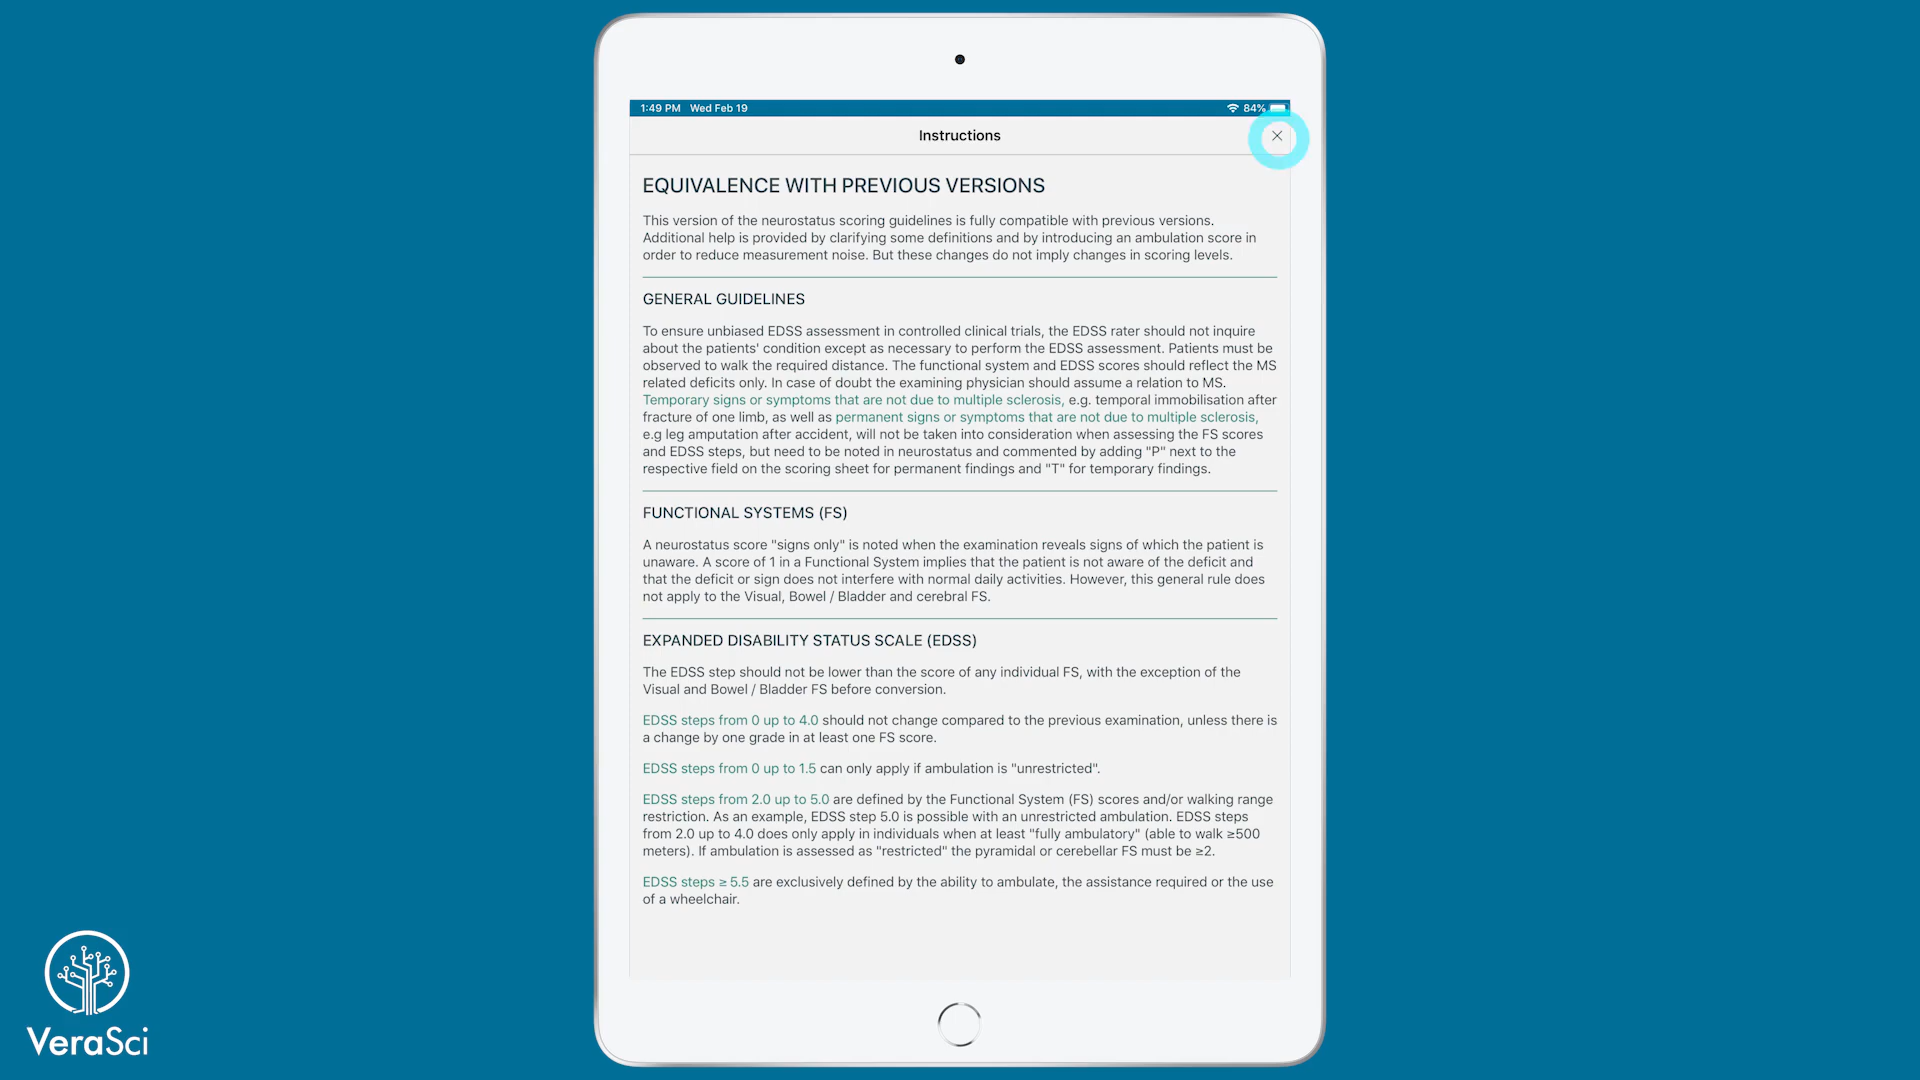 1:49 PM Wed Feb 19
84%
Instructions
EQUIVALENCE WITH PREVIOUS VERSIONS
This version of the neurostatus scoring guidelines is fully compatible with previous versions.
Additional help is provided by clarifying some definitions and by introducing an ambulation score in
order to reduce measurement noise. But these changes do not imply changes in scoring levels.
GENERAL GUIDELINES
To ensure unbiased EDSS assessment in controlled clinical trials, the EDSS rater should not inquire
about the patients' condition except as necessary to perform the EDSS assessment. Patients must be
observed to walk the required distance. The functional system and EDSS scores should reflect the MS
related deficits only. In case of doubt the examining physician should assume a relation to MS.
Temporary signs or symptoms that are not due to multiple sclerosis, e.g. temporal immobilisation after
fracture of one limb, as well as permanent signs or symptoms that are not due to multiple sclerosis,
e.g leg amputation after accident, will not be taken into consideration when assessing the FS scores
and EDSS steps, but need to be noted in neurostatus and commented by adding "P" next to the
respective field on the scoring sheet for permanent findings and "T" for temporary findings.
FUNCTIONAL SYSTEMS (FS)
A neurostatus score "signs only" is noted when the examination reveals signs of which the patient is
unaware. A score of 1 in a Functional System implies that the patient is not aware of the deficit and
that the deficit or sign does not interfere with normal daily activities. However, this general rule does
not apply to the Visual, Bowel / Bladder and cerebral FS.
EXPANDED DISABILITY STATUS SCALE (EDSS)
The EDSS step should not be lower than the score of any individual FS, with the exception of the
Visual and Bowel / Bladder FS before conversion.
EDSS steps from 0 up to 4.0 should not change compared to the previous examination, unless there is
a change by one grade in at least one FS score.
EDSS steps from 0 up to 1.5 can only apply if ambulation is "unrestricted".
EDSS steps from 2.0 up to 5.0 are defined by the Functional System (FS) scores and/or walking range
restriction. As an example, EDSS step 5.0 is possible with an unrestricted ambulation. EDSS steps
from 2.0 up to 4.0 does only apply in individuals when at least "fully ambulatory" (able to walk ≥500
meters). If ambulation is assessed as "restricted" the pyramidal or cerebellar FS must be ≥2.
EDSS steps ≥ 5.5 are exclusively defined by the ability to ambulate, the assistance required or the use
of a wheelchair.
VeraSci